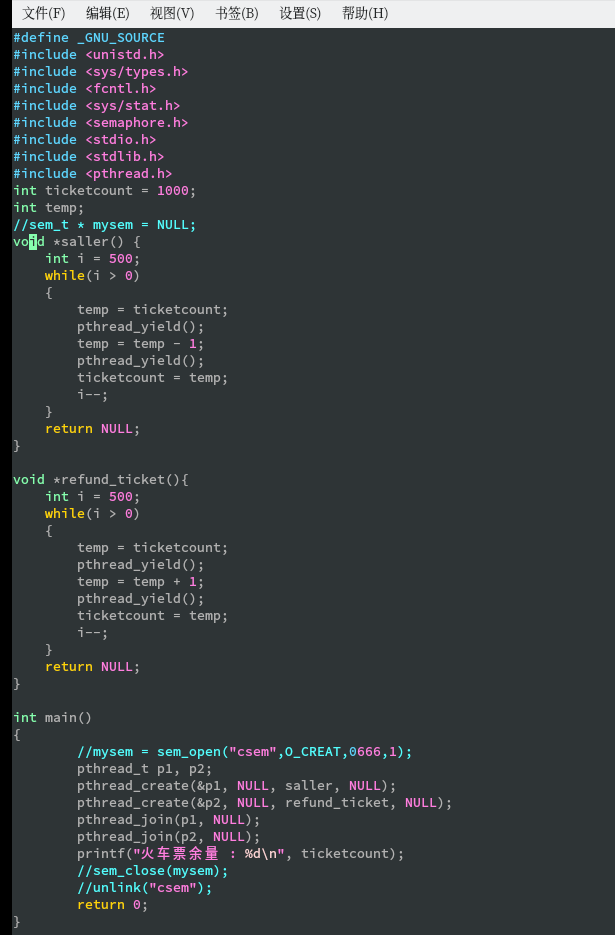 文件(F) 编辑(E) 视图(V) 书签(B) 设置(S) 帮助(H)
#define _GNU_SOURCE
#include <unistd.h>
#include <sys/types.h>
#include <fcntl.h>
#include <sys/stat.h>
#include <semaphore.h>
#include <stdio.h>
#include <stdlib.h>
#include <pthread.h>
int ticketcount = 1000;
int temp;
//sem_t * mysem = NULL;
void *saller() {
    int i = 500;
    while(i > 0)
    {
        temp = ticketcount;
        pthread_yield();
        temp = temp - 1;
        pthread_yield();
        ticketcount = temp;
        i--;
    }
    return NULL;
}

void *refund_ticket(){
    int i = 500;
    while(i > 0)
    {
        temp = ticketcount;
        pthread_yield();
        temp = temp + 1;
        pthread_yield();
        ticketcount = temp;
        i--;
    }
    return NULL;
}

int main()
{
        //mysem = sem_open("csem",O_CREAT,0666,1);
        pthread_t p1, p2;
        pthread_create(&p1, NULL, saller, NULL);
        pthread_create(&p2, NULL, refund_ticket, NULL);
        pthread_join(p1, NULL);
        pthread_join(p2, NULL);
        printf("火车票余量 : %d\n", ticketcount);
        //sem_close(mysem);
        //unlink("csem");
        return 0;
}